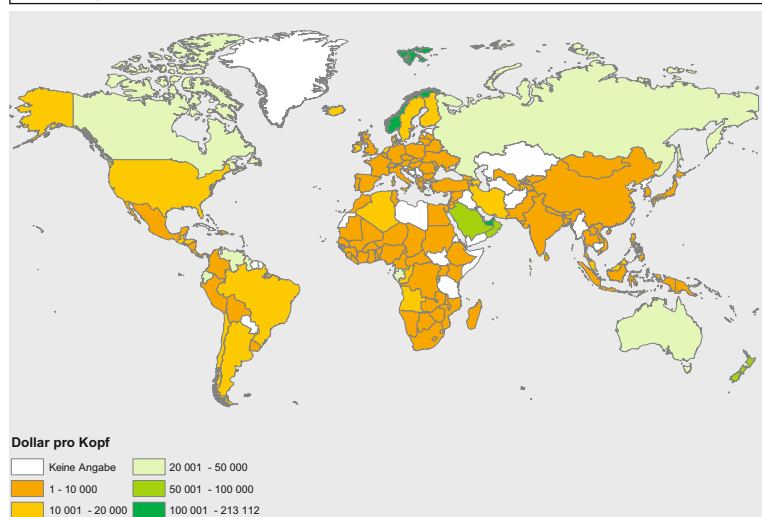 Dollar pro Kopf
Keine Angabe
1 - 10 000
10 001 - 20 000
20 001 - 50 000
50 001 - 100 000
100 001 - 213 112